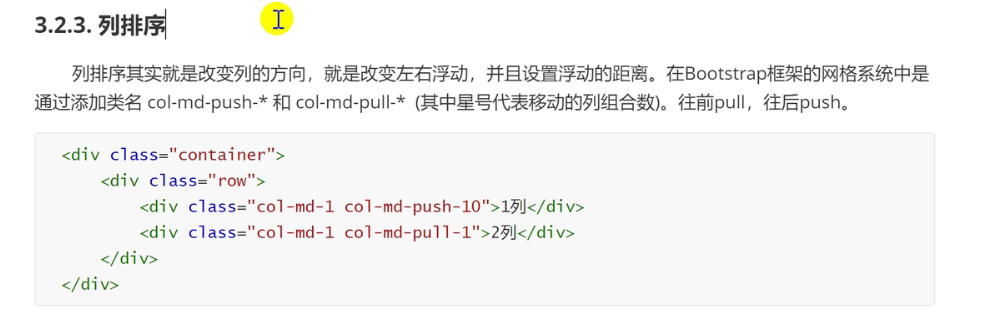 3.2.3. 列排序
列排序其实就是改变列的方向，就是改变左右浮动，并且设置浮动的距离。在Bootstrap框架的网格系统中是
通过添加类名 col-md-push-* 和 col-md-pull-* (其中星号代表移动的列组合数)。往前pull，往后push。
<div class="container">
    <div class="row">
        <div class="col-md-1 col-md-push-10">1列</div>
        <div class="col-md-1 col-md-pull-1">2列</div>
    </div>
</div>